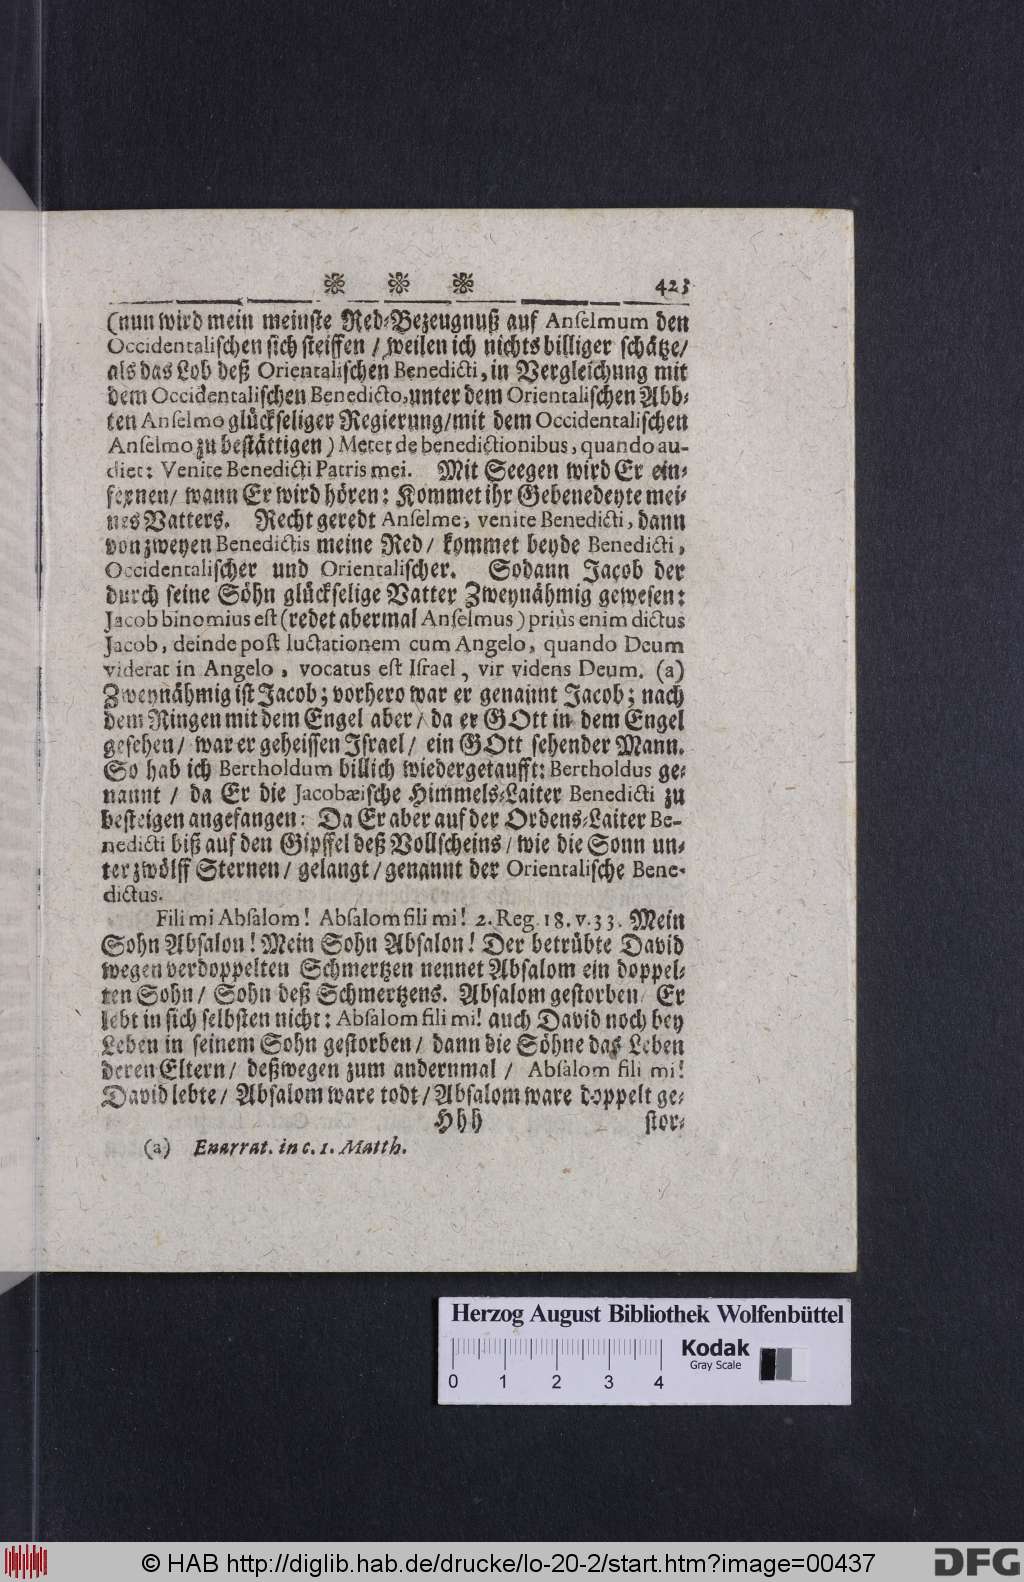 423
(nun wird mein meinste Red-Bezeugnuß auf Anſelmum den
Occidentaliſchen ſich ſteiffen / weilen ich nichts billiger ſchätze/
als das Lob deß Orientaliſchen Benedicti, in Vergleichung mit
dem Occidentaliſchen Benedicto, unter dem Orientaliſchen Abb-
ten Anſelmo glückſeliger Regierung/mit dem Occidentaliſchen
Anſelmo zu beſtättigen) Metet de benedictionibus, quando au-
diet: Venite Benedicti Patris mei. Mit Seegen wird Er ein-
ſernen/ wann Er wird hören: Kommet ihr Gebenedeyte mei-
nes Vatters. Recht geredt Anſelme, venite Benedicti, dann
von zweyen Benedictis meine Red/ kommet beyde Benedicti,
Occidentaliſcher und Orientaliſcher. Sodann Jacob der
durch ſeine Söhn glückſelige Vatter Zweynähmig geweſen:
Jacob binomius eſt (redet abermal Anſelmus) priùs enim dictus
Jacob, deinde poſt luctationem cum Angelo, quando Deum
viderat in Angelo, vocatus eſt Iſrael, vir videns Deum. (a)
Zweynähmig iſt Jacob; vorhero war er genannt Jacob; nach
dem Ringen mit dem Engel aber/ da er GOtt in dem Engel
geſehen/ war er geheiſſen Iſrael/ ein GOtt ſehender Mann.
So hab ich Bertholdum billich wiedergetaufft: Bertholdus ge-
nannt / da Er die Jacobæiſche Himmels-Laiter Benedicti zu
beſteigen angefangen: Da Er aber auf der Ordens-Laiter Be-
nedicti biß auf den Gipffel deß Vollſcheins/ wie die Sonn un-
ter zwölff Sternen/ gelangt/ genannt der Orientaliſche Bene-
dictus.
Fili mi Abſalom! Abſalom fili mi! 2. Reg. 18. v. 33. Mein
Sohn Abſalon! Mein Sohn Abſalon! Der betrübte David
wegen verdoppelten Schmertzen nennet Abſalom ein doppel-
ten Sohn/ Sohn deß Schmertzens. Abſalom geſtorben/ Er
lebt in ſich ſelbſten nicht: Abſalom fili mi! auch David noch bey
Leben in ſeinem Sohn geſtorben/ dann die Söhne das Leben
deren Eltern/ deßwegen zum andernmal / Abſàlom fili mi!
David lebte/ Abſalom ware todt/ Abſalom ware doppelt ge-
Hhh ſtor-
(a) Enarrat. in c. 1. Matth.
Herzog August Bibliothek Wolfenbüttel
Kodak
Gray Scale
0 1 2 3 4
© HAB http://diglib.hab.de/drucke/lo-20-2/start.htm?image=00437
DFG